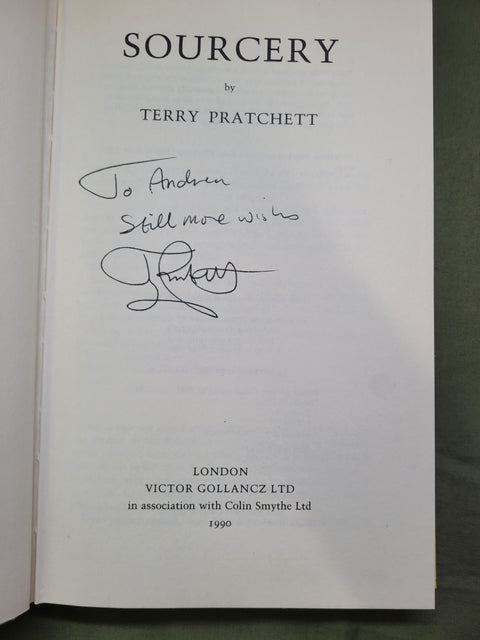 SOURCERY
by
TERRY PRATCHETT
To Andrew
Still more wishes
LONDON
VICTOR GOLLANCZ LTD
in association with Colin Smythe Ltd
1990